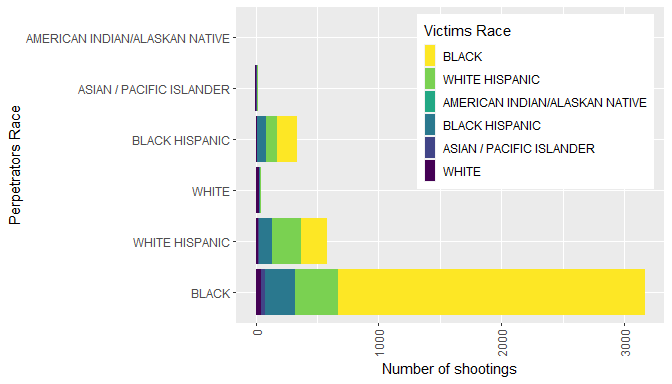 Victims Race
BLACK
WHITE HISPANIC
AMERICAN INDIAN/ALASKAN NATIVE
BLACK HISPANIC
ASIAN / PACIFIC ISLANDER
WHITE
Perpetrators Race
AMERICAN INDIAN/ALASKAN NATIVE
ASIAN / PACIFIC ISLANDER
BLACK HISPANIC
WHITE
WHITE HISPANIC
BLACK
0
1000
2000
3000
Number of shootings